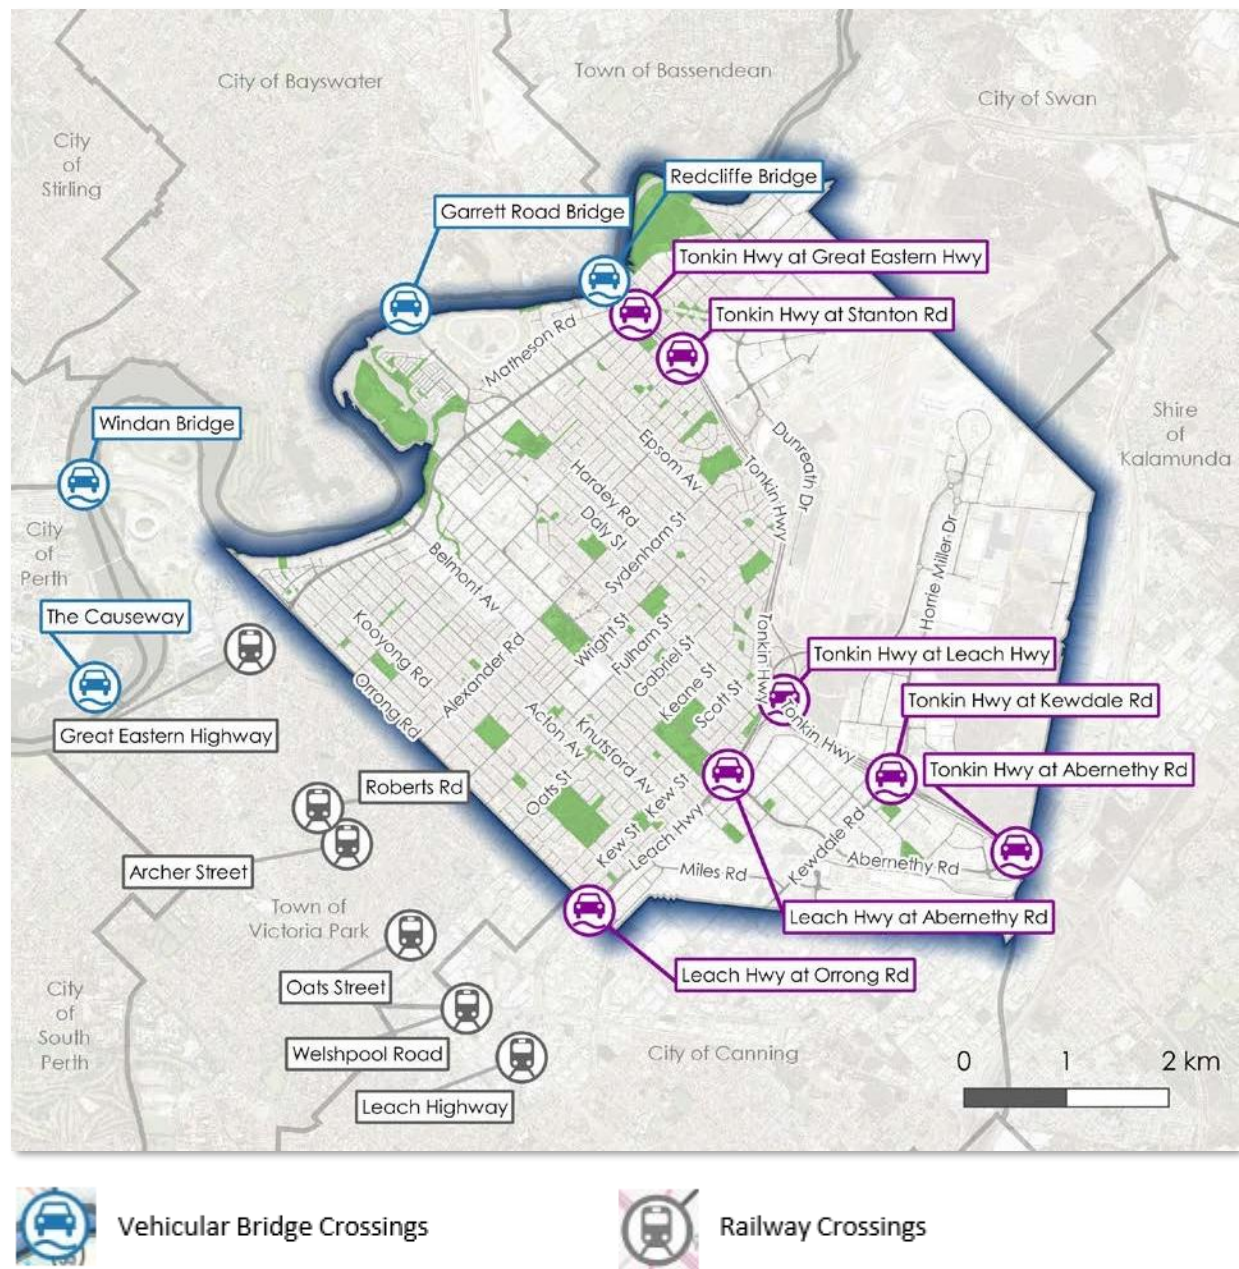 City of Bayswater
Town of Bassendean
City of Swan
City
of
Stirling
Redcliffe Bridge
Garrett Road Bridge
Tonkin Hwy at Great Eastern Hwy
Tonkin Hwy at Stanton Rd
Matheson Rd
Windan Bridge
Shire
of
Kalamunda
Epsom Av
Dunreath Dr
Tonkin Hwy
Hardey Rd
Daly St
Sydenham St
City
of
Perth
Belmont Av
Horrie Miller Dr
The Causeway
Kooyong Rd
Wright St
Fulham St
Gabriel St
Tonkin Hwy
Tonkin Hwy at Leach Hwy
Alexander Rd
Orrong Rd
Keane St
Scott St
Tonkin Hwy at Kewdale Rd
Great Eastern Highway
Acton Av
Knutsford Av
Tonkin Hwy
Tonkin Hwy at Abernethy Rd
Roberts Rd
Oats St
Kew St
Kew St
Leach Hwy
Kewdale Rd
Abernethy Rd
Miles Rd
Archer Street
Town of
Victoria Park
Leach Hwy at Abernethy Rd
Leach Hwy at Orrong Rd
Oats Street
City
of
South
Perth
Welshpool Road
City of Canning
0 1 2 km
Leach Highway
Vehicular Bridge Crossings
Railway Crossings